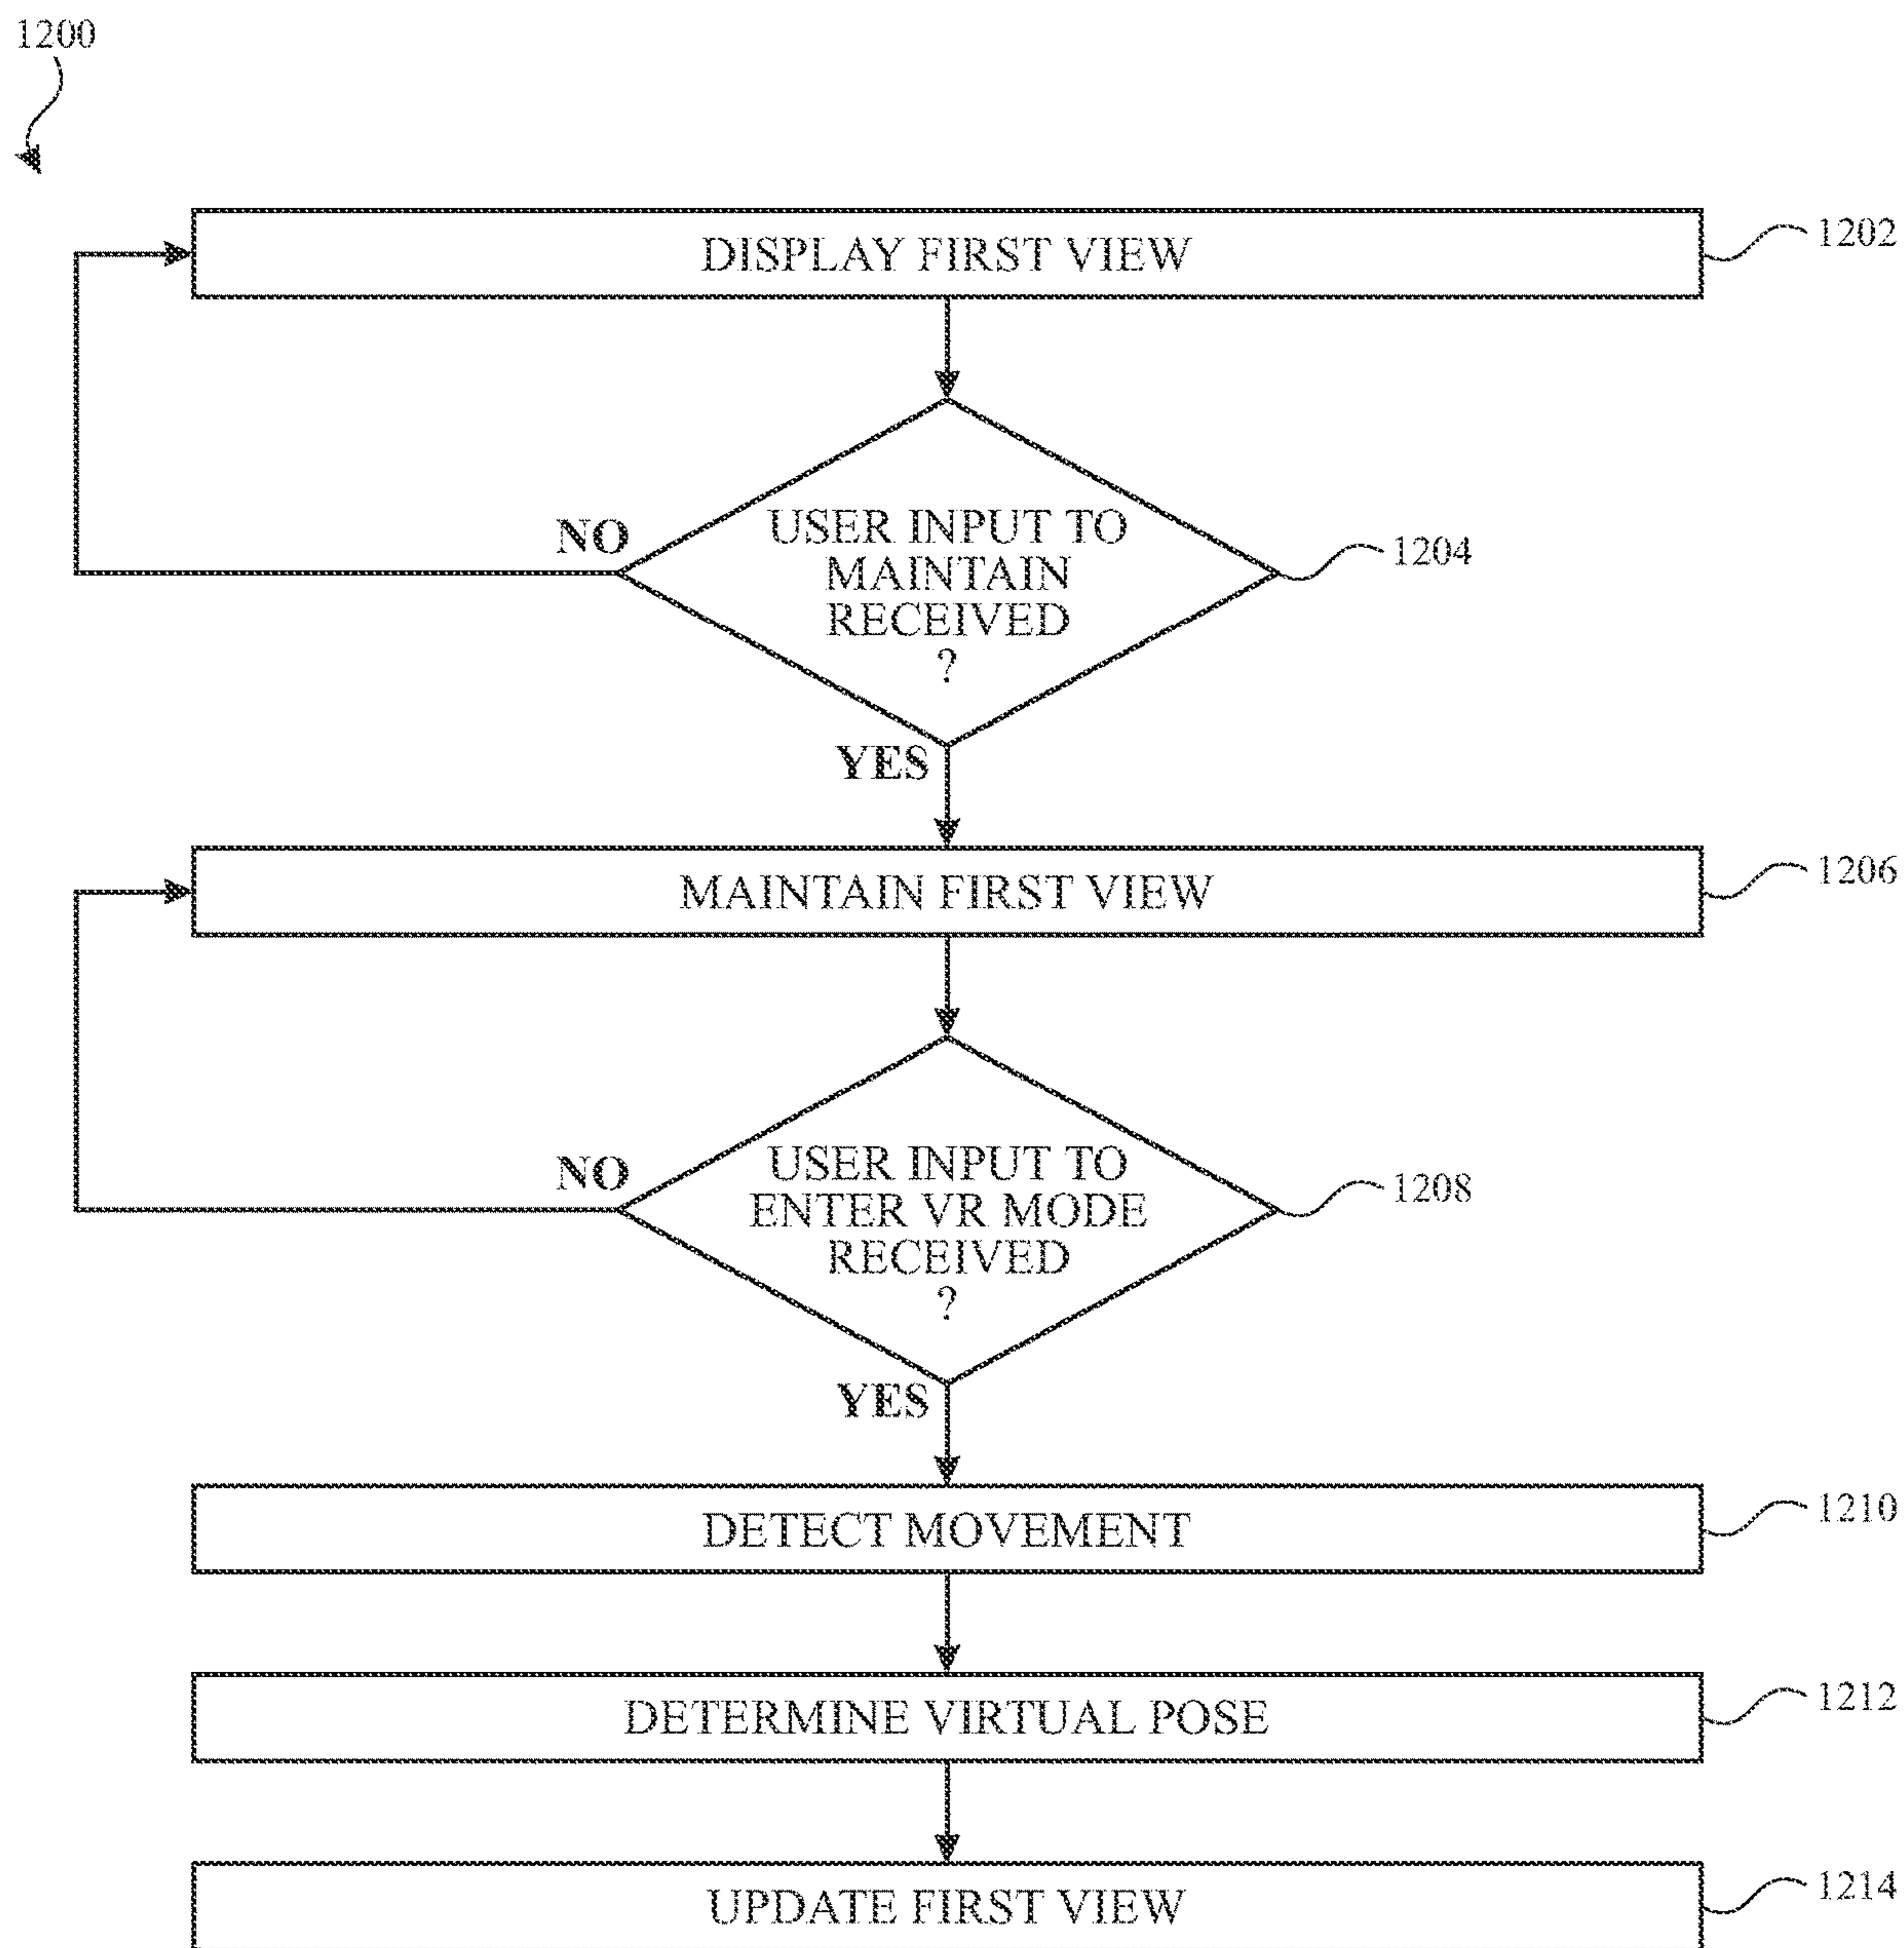 1200
DISPLAY FIRST VIEW
1202
USER INPUT TO
MAINTAIN
RECEIVED
?
1204
NO
YES
MAINTAIN FIRST VIEW
1206
USER INPUT TO
ENTER VR MODE
RECEIVED
?
1208
NO
YES
DETECT MOVEMENT
1210
DETERMINE VIRTUAL POSE
1212
UPDATE FIRST VIEW
1214